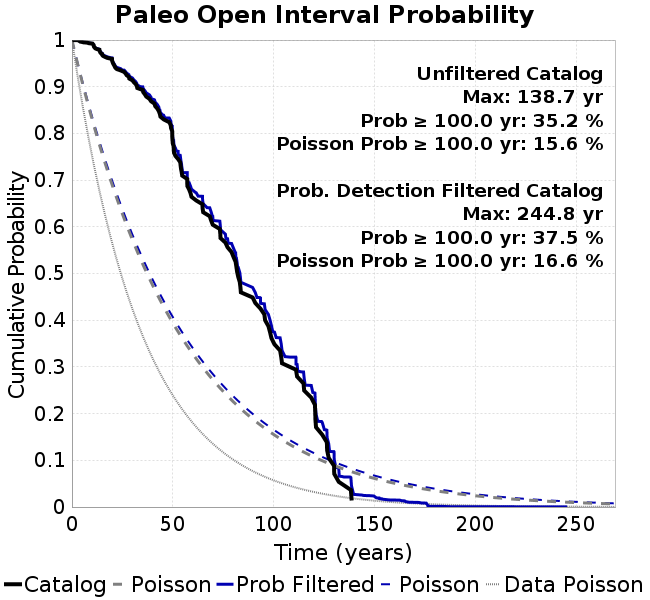 Paleo Open Interval Probability
Cumulative Probability
1
0.9
0.8
0.7
0.6
0.5
0.4
0.3
0.2
0.1
0
Unfiltered Catalog
Max: 138.7 yr
Prob ≥ 100.0 yr: 35.2 %
Poisson Prob ≥ 100.0 yr: 15.6 %
Prob. Detection Filtered Catalog
Max: 244.8 yr
Prob ≥ 100.0 yr: 37.5 %
Poisson Prob ≥ 100.0 yr: 16.6 %
0 50 100 150 200 250
Time (years)
Catalog Poisson Prob Filtered Poisson Data Poisson